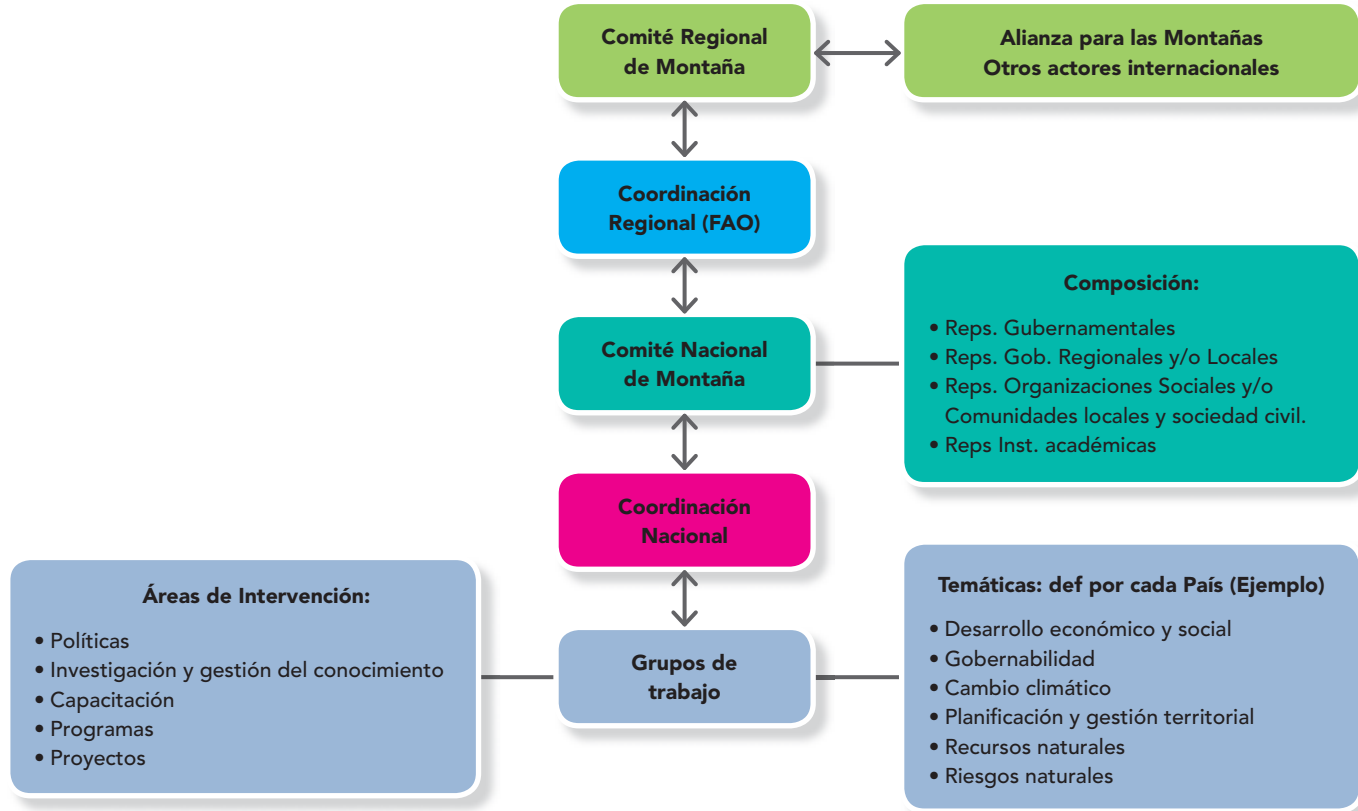 Comité Regional
de Montaña
Alianza para las Montañas
Otros actores internacionales
Coordinación
Regional (FAO)
Comité Nacional
de Montaña
Composición:
• Reps. Gubernamentales
• Reps. Gob. Regionales y/o Locales
• Reps. Organizaciones Sociales y/o
Comunidades locales y sociedad civil.
• Reps Inst. académicas
Coordinación
Nacional
Áreas de Intervención:
• Políticas
• Investigación y gestión del conocimiento
• Capacitación
• Programas
• Proyectos
Grupos de
trabajo
Temáticas: def por cada País (Ejemplo)
• Desarrollo económico y social
• Gobernabilidad
• Cambio climático
• Planificación y gestión territorial
• Recursos naturales
• Riesgos naturales